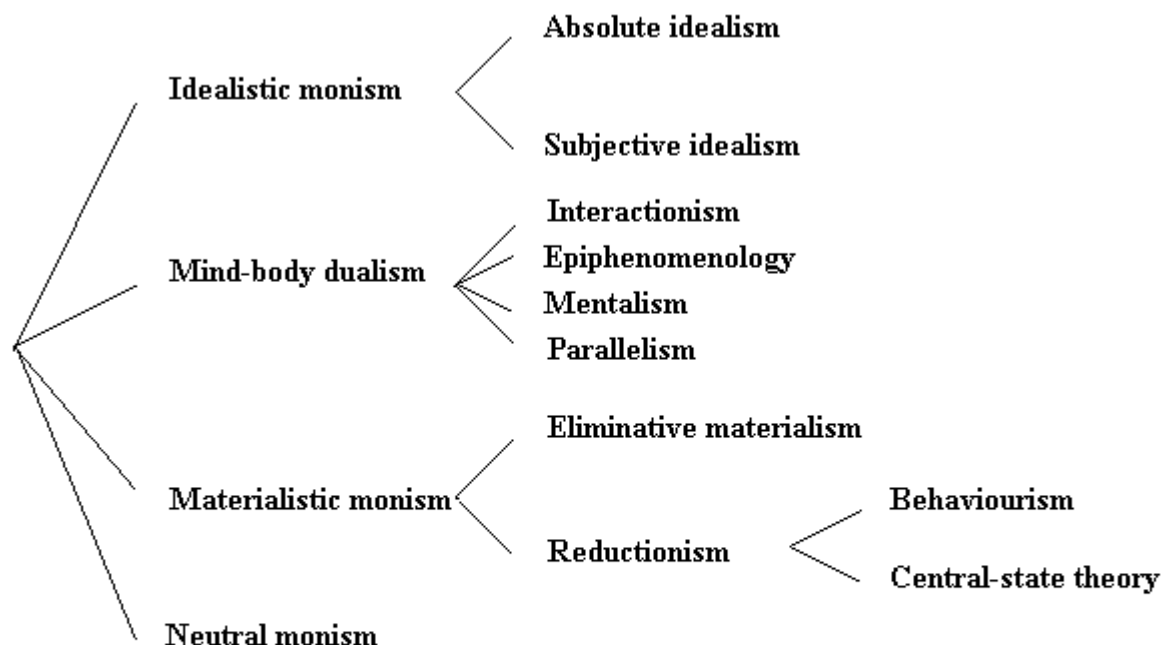 Absolute idealism
Idealistic monism
Subjective idealism
Interactionism
Epiphenomenology
Mind-body dualism
Mentalism
Parallelism
Eliminative materialism
Materialistic monism
Behaviourism
Reductionism
Central-state theory
Neutral monism